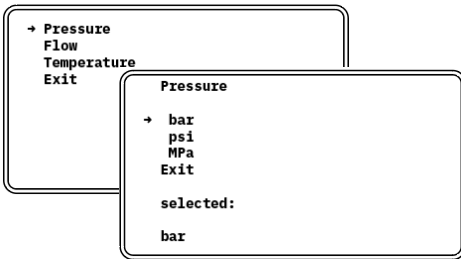 → Pressure
Flow
Temperature
Exit
Pressure
→ bar
psi
MPa
Exit
selected:
bar